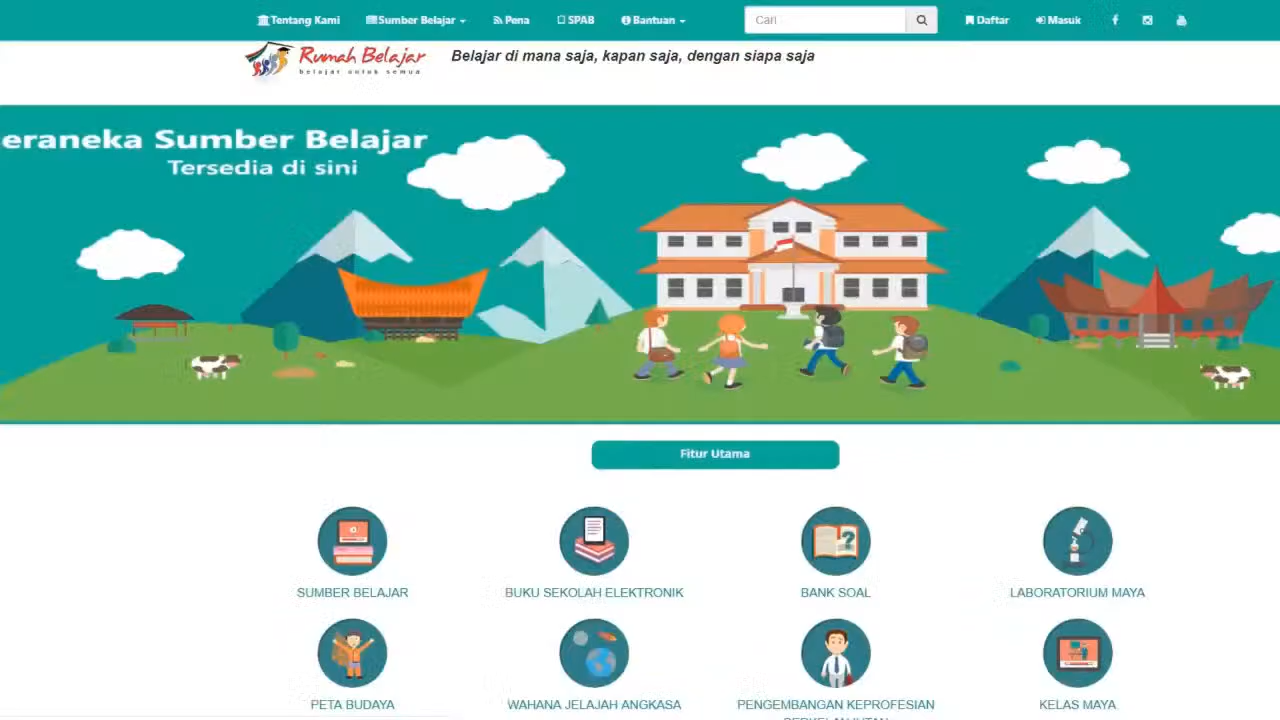 Tentang Kami Sumber Belajar Pena SPAB Bantuan Cari Daftar Masuk
Rumah Belajar
belajar untuk semua
Belajar di mana saja, kapan saja, dengan siapa saja
eraneka Sumber Belajar
Tersedia di sini
Fitur Utama
SUMBER BELAJAR BUKU SEKOLAH ELEKTRONIK BANK SOAL LABORATORIUM MAYA
PETA BUDAYA WAHANA JELAJAH ANGKASA PENGEMBANGAN KEPROFESIAN KELAS MAYA
BERKELANJUTAN